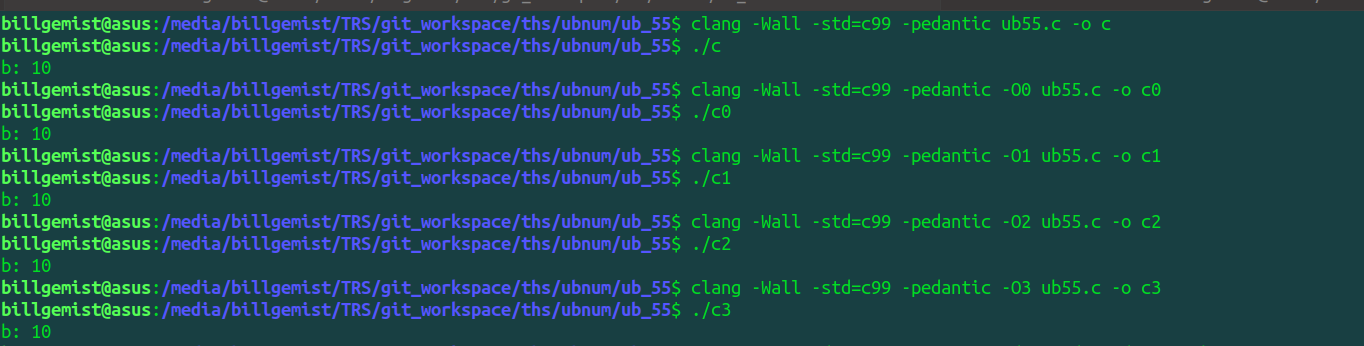 billgemist@asus:/media/billgemist/TRS/git_workspace/ths/ubnum/ub_55$ clang -Wall -std=c99 -pedantic ub55.c -o c
billgemist@asus:/media/billgemist/TRS/git_workspace/ths/ubnum/ub_55$ ./c
b: 10
billgemist@asus:/media/billgemist/TRS/git_workspace/ths/ubnum/ub_55$ clang -Wall -std=c99 -pedantic -O0 ub55.c -o c0
billgemist@asus:/media/billgemist/TRS/git_workspace/ths/ubnum/ub_55$ ./c0
b: 10
billgemist@asus:/media/billgemist/TRS/git_workspace/ths/ubnum/ub_55$ clang -Wall -std=c99 -pedantic -O1 ub55.c -o c1
billgemist@asus:/media/billgemist/TRS/git_workspace/ths/ubnum/ub_55$ ./c1
b: 10
billgemist@asus:/media/billgemist/TRS/git_workspace/ths/ubnum/ub_55$ clang -Wall -std=c99 -pedantic -O2 ub55.c -o c2
billgemist@asus:/media/billgemist/TRS/git_workspace/ths/ubnum/ub_55$ ./c2
b: 10
billgemist@asus:/media/billgemist/TRS/git_workspace/ths/ubnum/ub_55$ clang -Wall -std=c99 -pedantic -O3 ub55.c -o c3
billgemist@asus:/media/billgemist/TRS/git_workspace/ths/ubnum/ub_55$ ./c3
b: 10